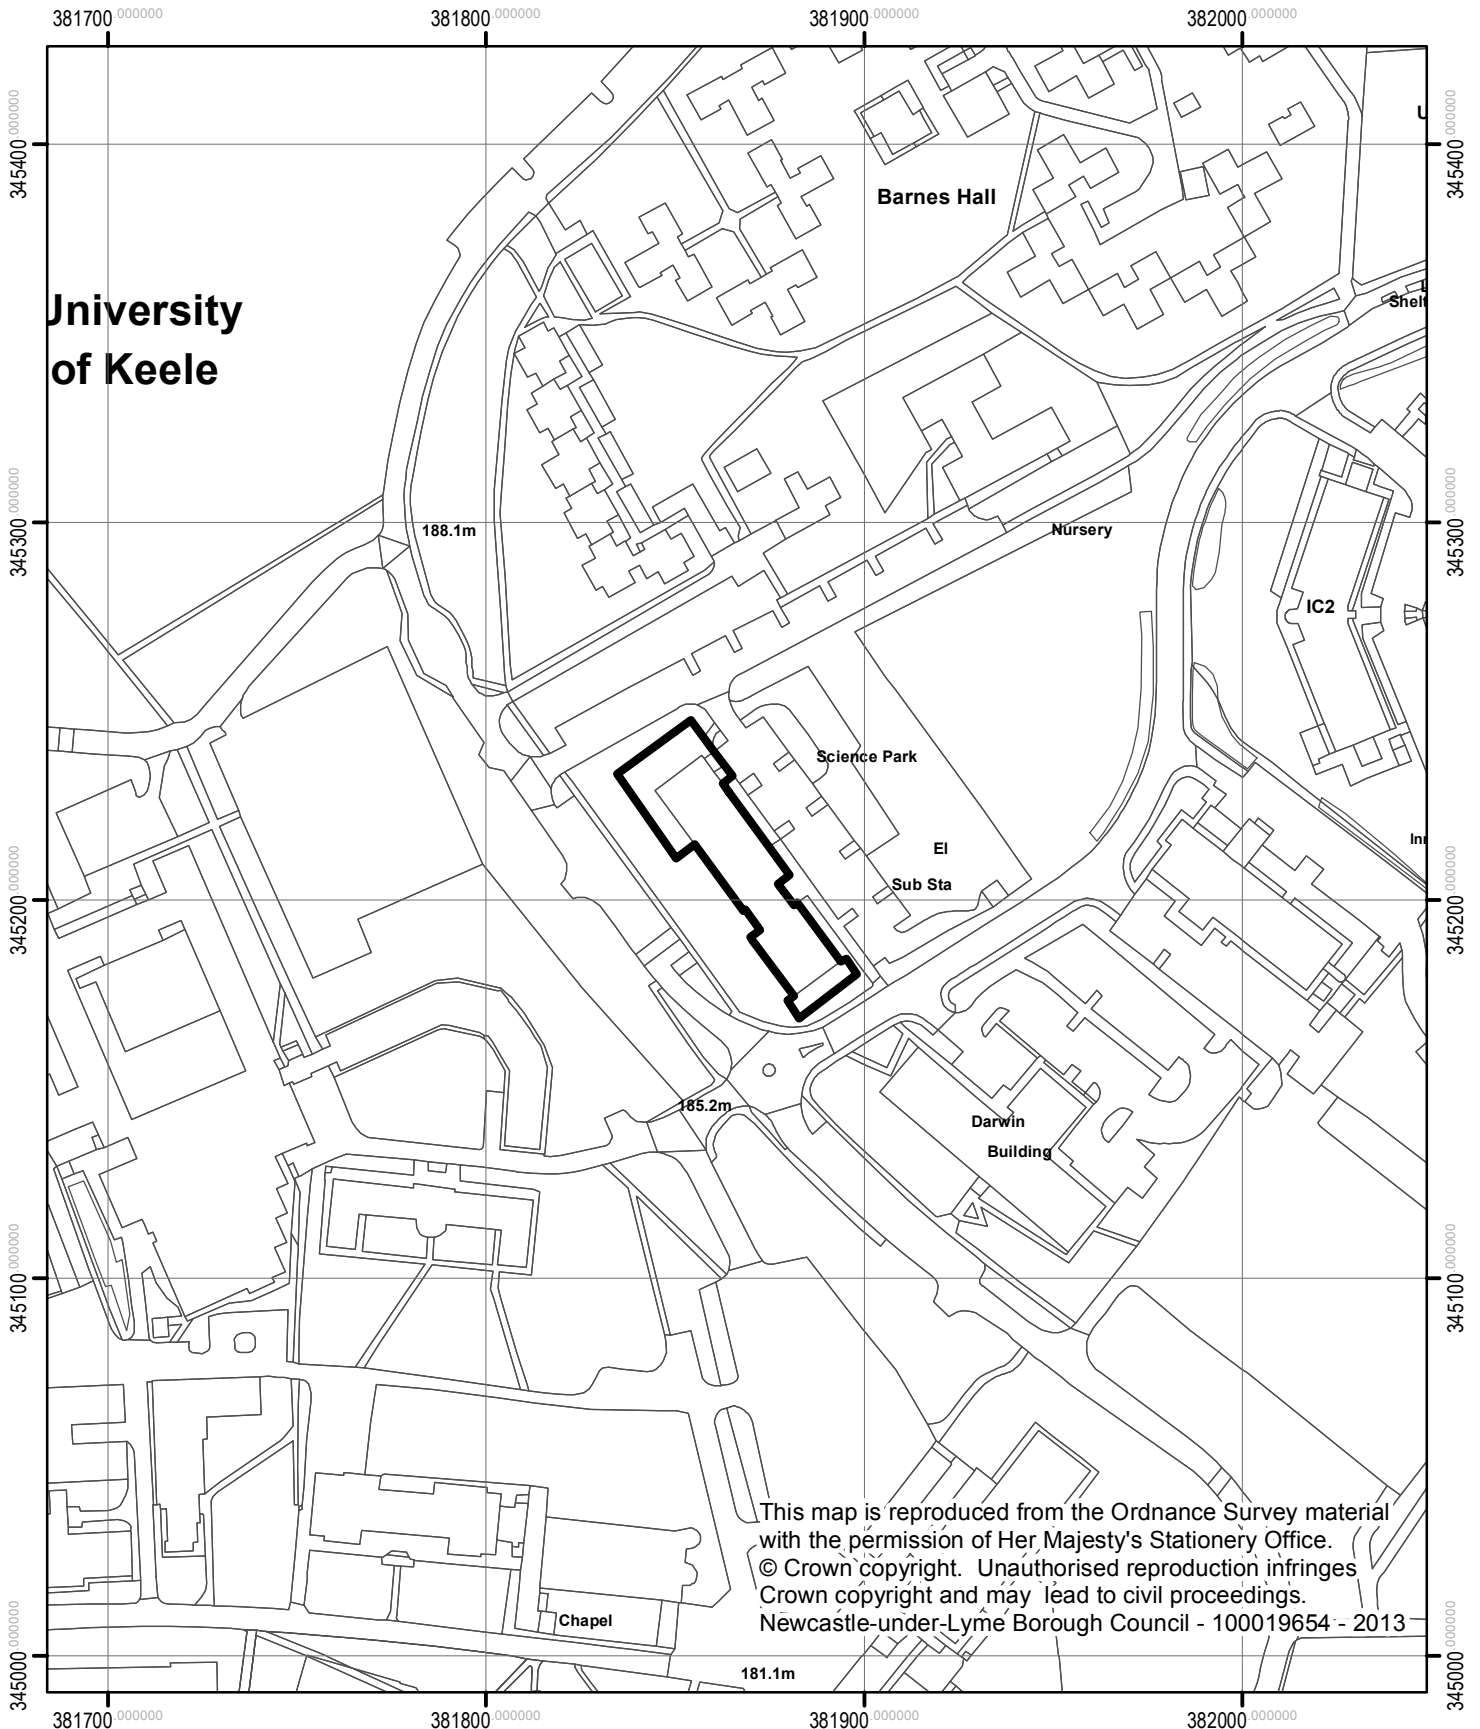 381700.000000
381800.000000
381900.000000
382000.000000
345400.000000
345400.000000
Barnes Hall
University
of Keele
Shelt
345300.000000
188.1m
Nursery
345300.000000
IC2
Science Park
El
Sub Sta
345200.000000
345200.000000
185.2m
Darwin
Building
345100.000000
345100.000000
This map is reproduced from the Ordnance Survey material
with the permission of Her Majesty's Stationery Office.
© Crown copyright. Unauthorised reproduction infringes
Crown copyright and may lead to civil proceedings.
Newcastle-under-Lyme Borough Council - 100019654 - 2013
Chapel
181.1m
345000.000000
345000.000000
381700.000000
381800.000000
381900.000000
382000.000000